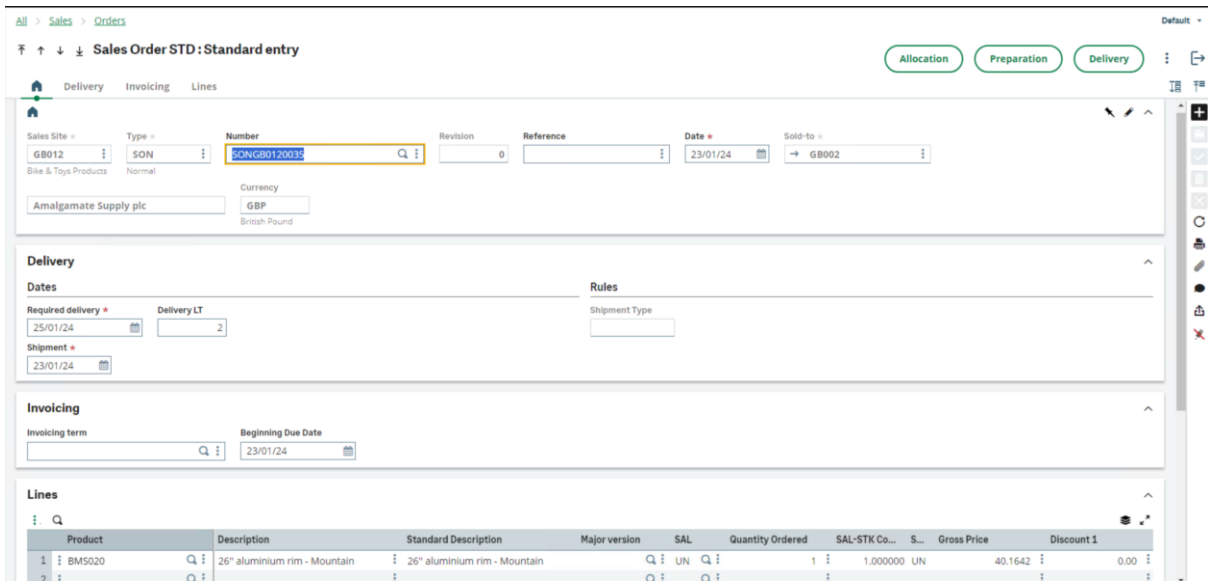 All > Sales > Orders
Default
Sales Order STD : Standard entry
Allocation Preparation Delivery
Delivery Invoicing Lines
Sales Site Type Number Revision Reference Date * Sold-to
GB012 SON SONGB0120035 0 23/01/24 → GB002
Bike & Toys Products Normal
Currency
Amalgamate Supply plc GBP
British Pound
Delivery
Dates Rules
Required delivery * Delivery LT Shipment Type
25/01/24 2
Shipment *
23/01/24
Invoicing
Invoicing term Beginning Due Date
23/01/24
Lines
Product Description Standard Description Major version SAL Quantity Ordered SAL-STK Co... S... Gross Price Discount 1
1 BMS020 26" aluminium rim - Mountain 26" aluminium rim - Mountain UN 1 1.000000 UN 40.1642 0.00
2